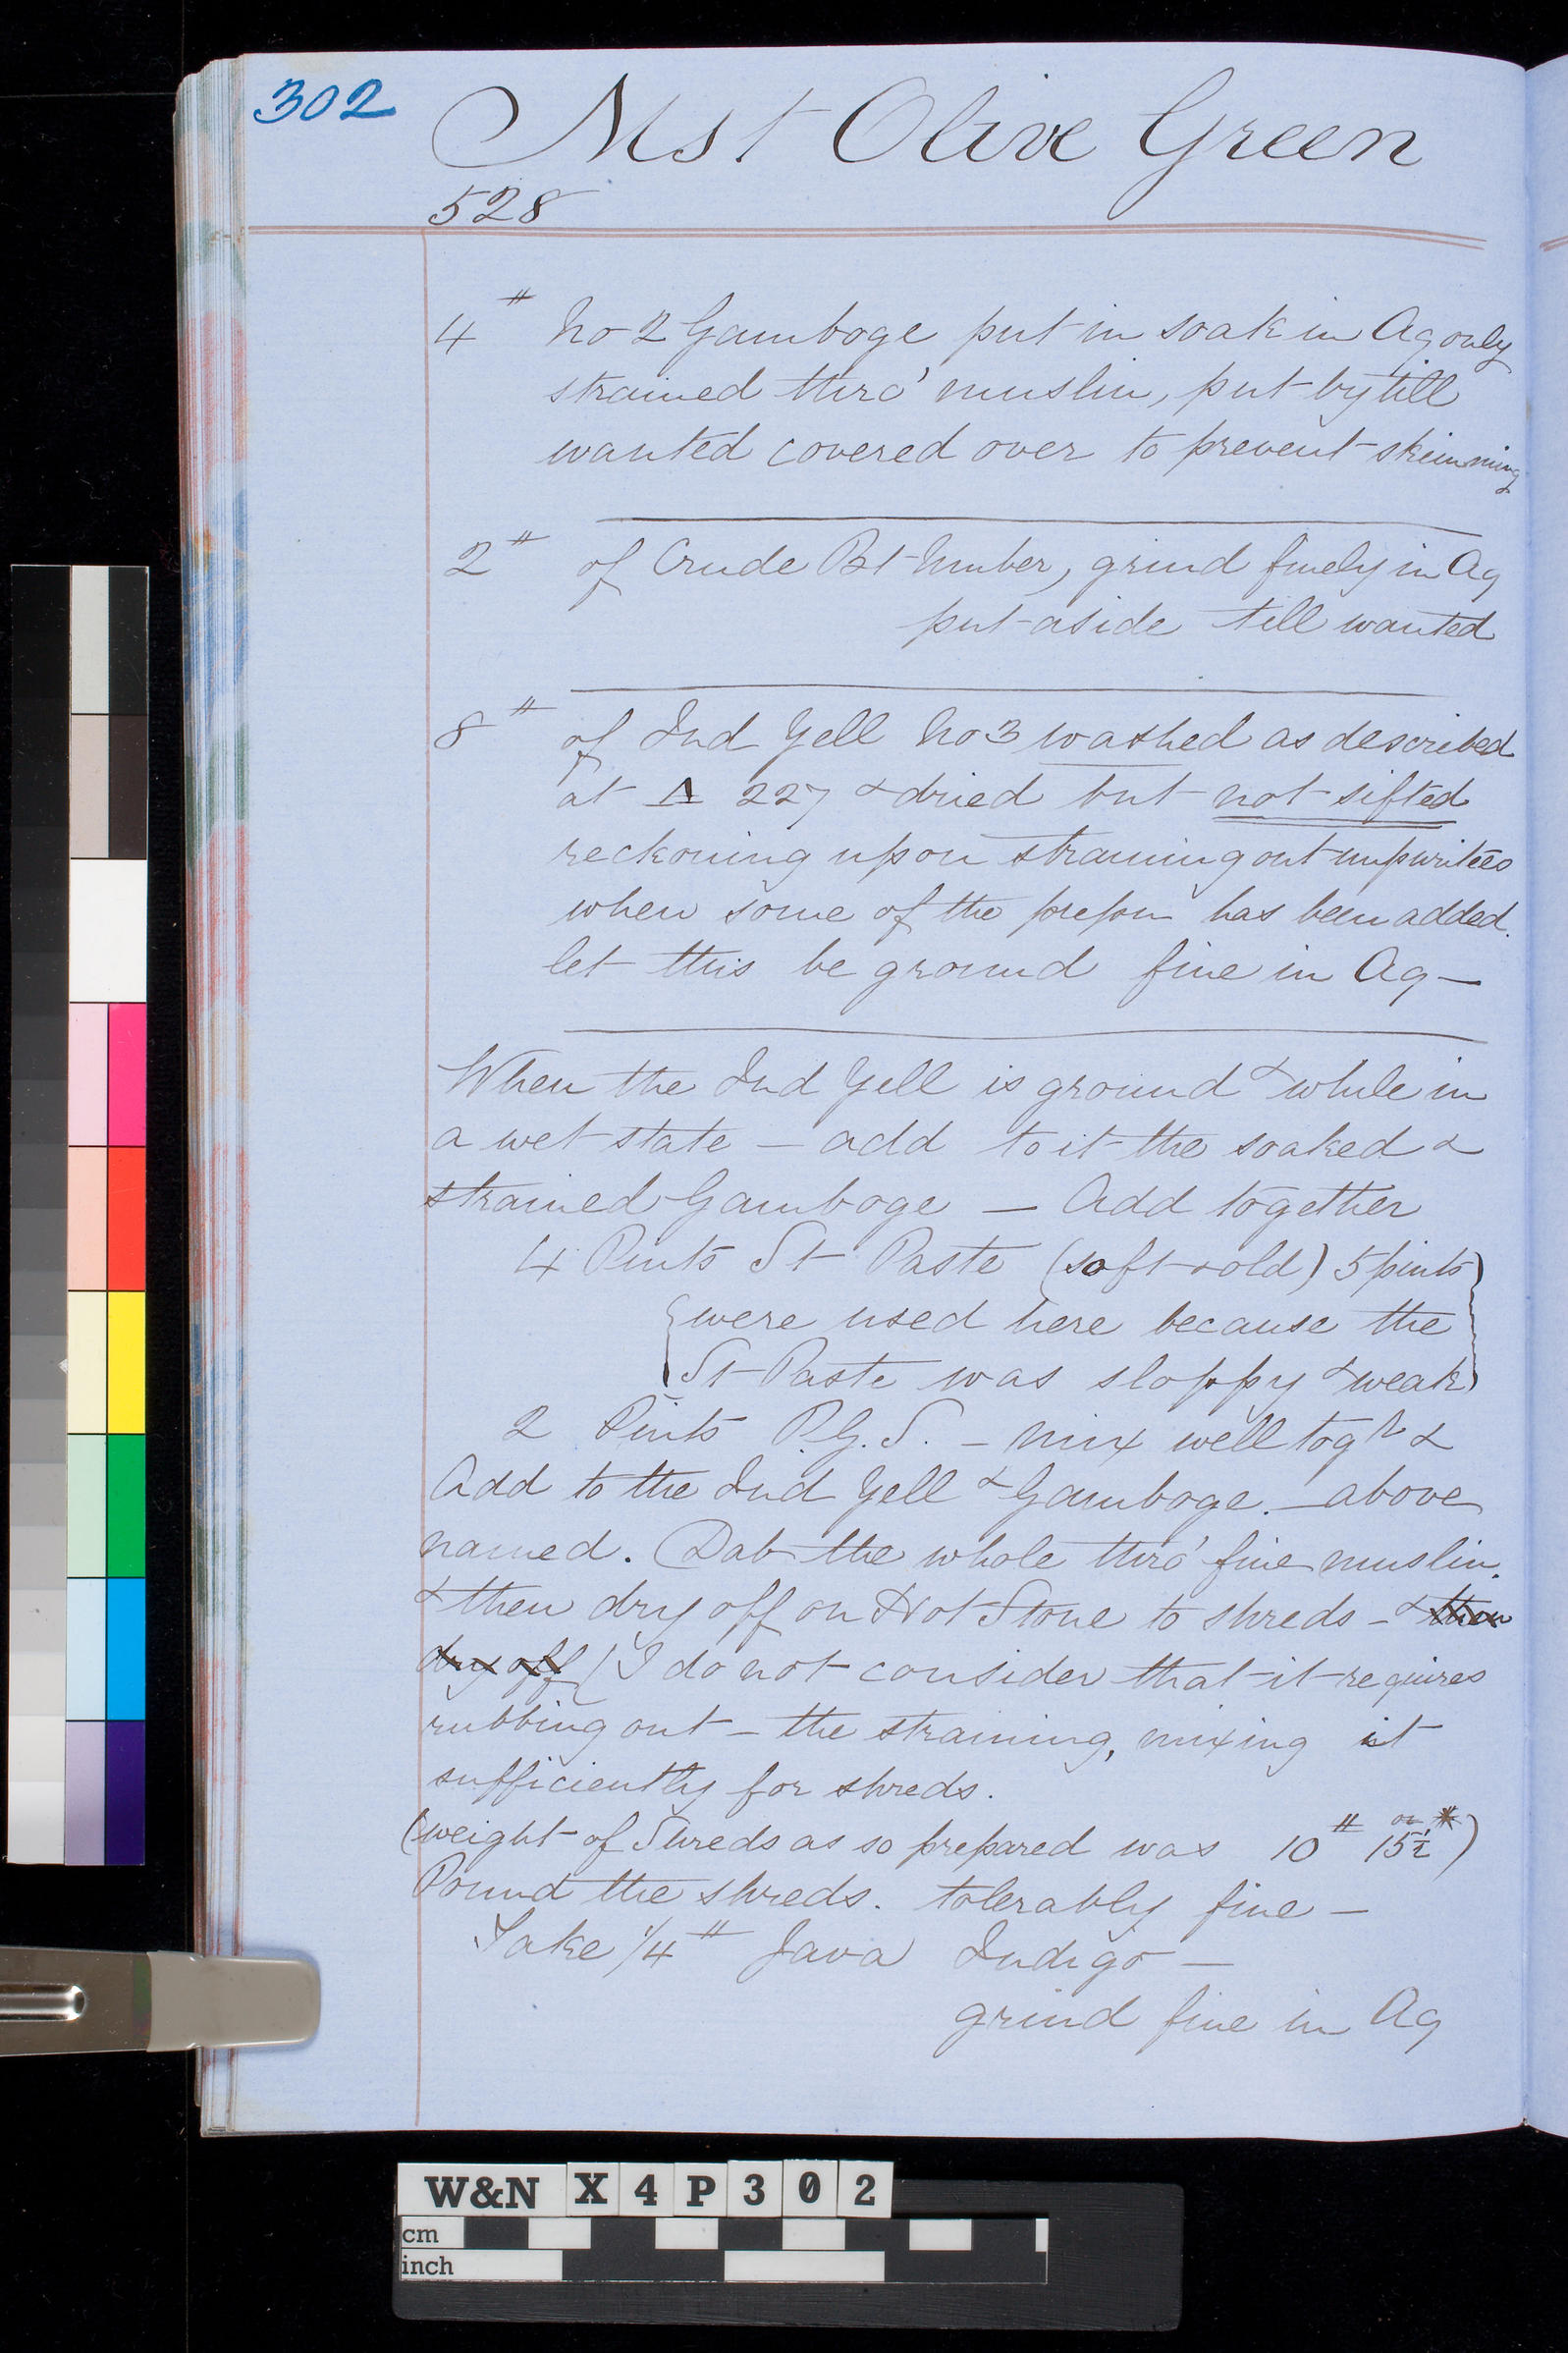 302
Mst Olive Green
528
4# No 2 Gamboge put in soak in Aq only
strained thro' muslin, put by till
wanted covered over to prevent skinning
2# of Crude Bt Umber, grind finely in Aq
put aside till wanted
8# of Ind Yell No 3 washed as described
at Λ 227 & dried but not sifted
reckoning upon straining out impurities
when some of the prepn has been added.
let this be ground fine in Aq —
When the Ind Yell is ground & while in
a wet state — add to it the soaked &
strained Gamboge — Add together
4 Pints St Paste (soft & old) 5 pints
were used here because the
St Paste was sloppy & weak
2 Pints P.G.S. — mix well togr &
Add to the Ind Yell & Gamboge. — above
named. Dab the whole thro' fine muslin.
& then dry off on Hot Stone to shreds — & then
dry off (I do not consider that it requires
rubbing out — the straining, mixing it
sufficiently for shreds.
(weight of Shreds as so prepared was 10# 15½ oz *)
Pound the shreds. tolerably fine —
Take 1/4# Java Indigo —
grind fine in Aq
W&N X 4 P 3 0 2
cm
inch